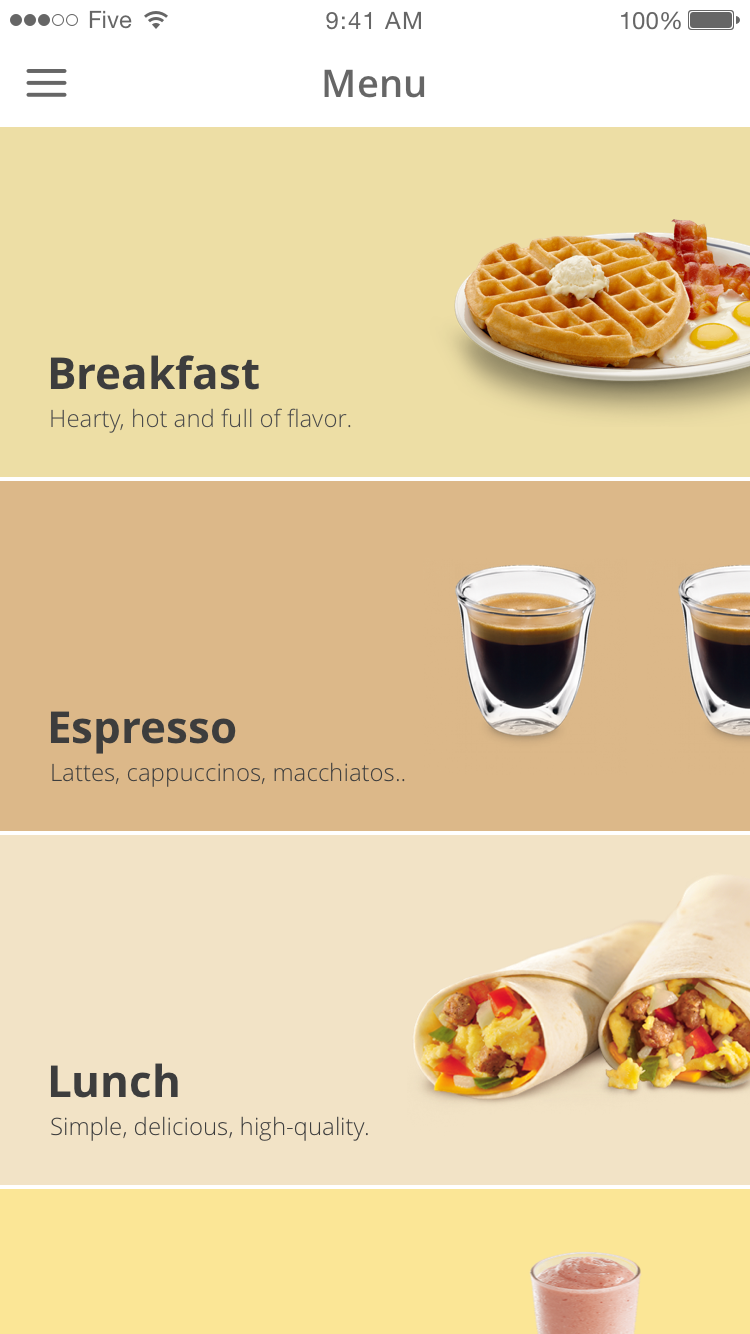 Five 9:41 AM 100%
Menu
Breakfast
Hearty, hot and full of flavor.
Espresso
Lattes, cappuccinos, macchiatos..
Lunch
Simple, delicious, high-quality.